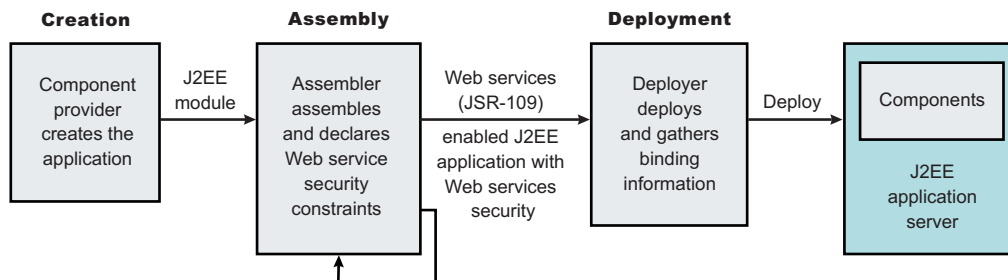 Creation
Component
provider
creates the
application
J2EE
module
Assembly
Assembler
assembles
and declares
Web service
security
constraints
Web services
(JSR-109)
enabled J2EE
application with
Web services
security
Deployment
Deployer
deploys
and gathers
binding
information
Deploy
Components
J2EE
application
server